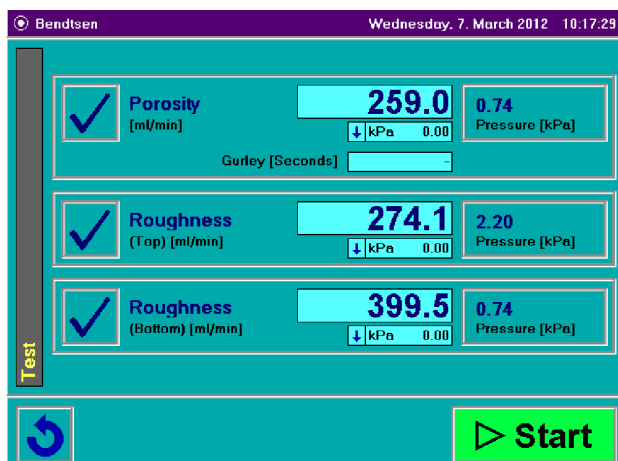 Bendtsen Wednesday, 7. March 2012 10:17:29
Porosity 259.0 0.74
[ml/min] kPa 0.00 Pressure [kPa]
Gurley [Seconds] -
Roughness 274.1 2.20
(Top) [ml/min] kPa 0.00 Pressure [kPa]
Roughness 399.5 0.74
(Bottom) [ml/min] kPa 0.00 Pressure [kPa]
Test
Start